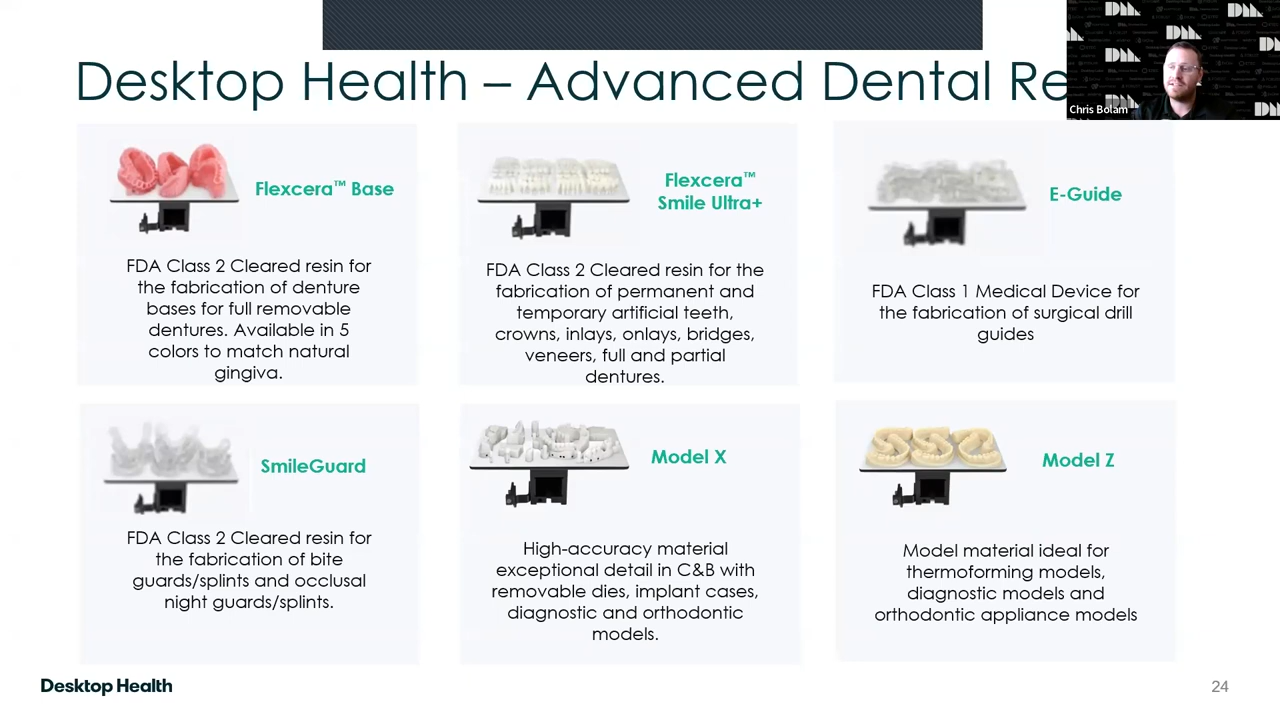 Desktop Health – Advanced Dental Re
Chris Bolam
Flexcera™ Base
FDA Class 2 Cleared resin for
the fabrication of denture
bases for full removable
dentures. Available in 5
colors to match natural
gingiva.
Flexcera™
Smile Ultra+
FDA Class 2 Cleared resin for the
fabrication of permanent and
temporary artificial teeth,
crowns, inlays, onlays, bridges,
veneers, full and partial
dentures.
E-Guide
FDA Class 1 Medical Device for
the fabrication of surgical drill
guides
SmileGuard
FDA Class 2 Cleared resin for
the fabrication of bite
guards/splints and occlusal
night guards/splints.
Model X
High-accuracy material
exceptional detail in C&B with
removable dies, implant cases,
diagnostic and orthodontic
models.
Model Z
Model material ideal for
thermoforming models,
diagnostic models and
orthodontic appliance models
Desktop Health
24